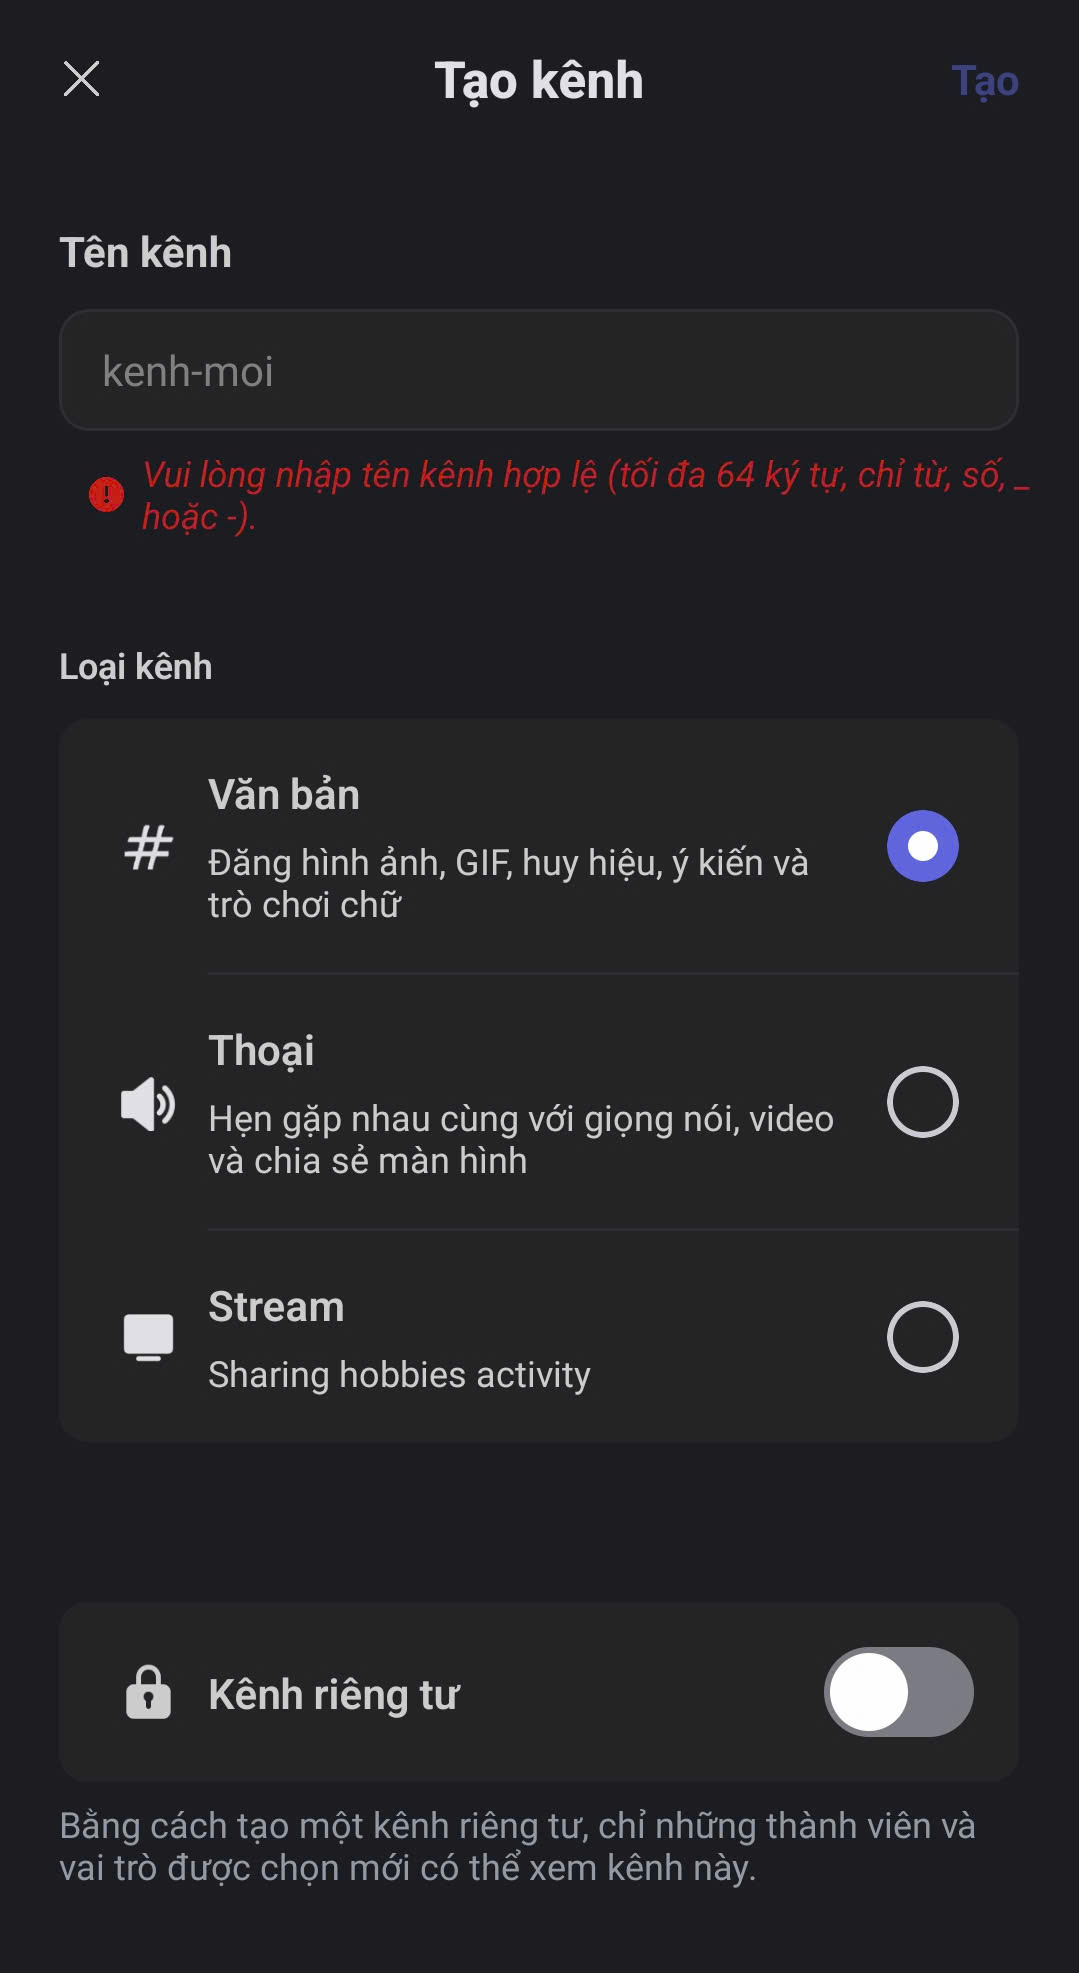 Tạo kênh
Tạo
Tên kênh
kenh-moi
Vui lòng nhập tên kênh hợp lệ (tối đa 64 ký tự, chỉ từ, số, _
hoặc -).
Loại kênh
Văn bản
Đăng hình ảnh, GIF, huy hiệu, ý kiến và
trò chơi chữ
Thoại
Hẹn gặp nhau cùng với giọng nói, video
và chia sẻ màn hình
Stream
Sharing hobbies activity
Kênh riêng tư
Bằng cách tạo một kênh riêng tư, chỉ những thành viên và
vai trò được chọn mới có thể xem kênh này.